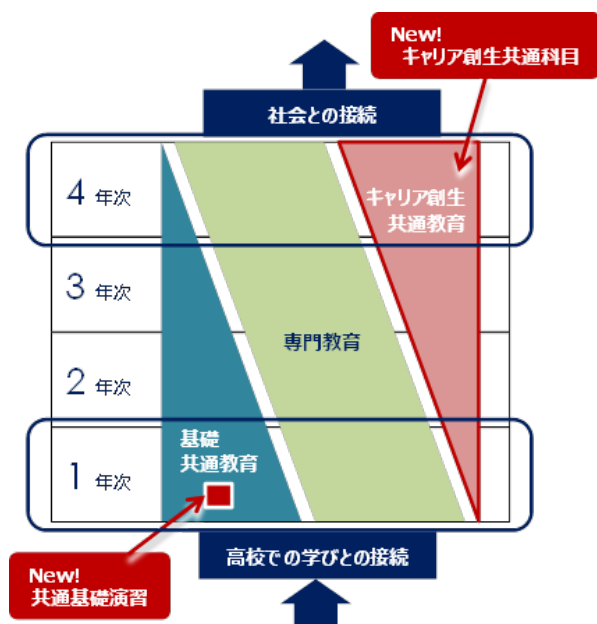 New!
キャリア創生共通科目
社会との接続
4 年次
キャリア創生
共通教育
3 年次
専門教育
2 年次
基礎
共通教育
1 年次
高校での学びとの接続
New!
共通基礎演習